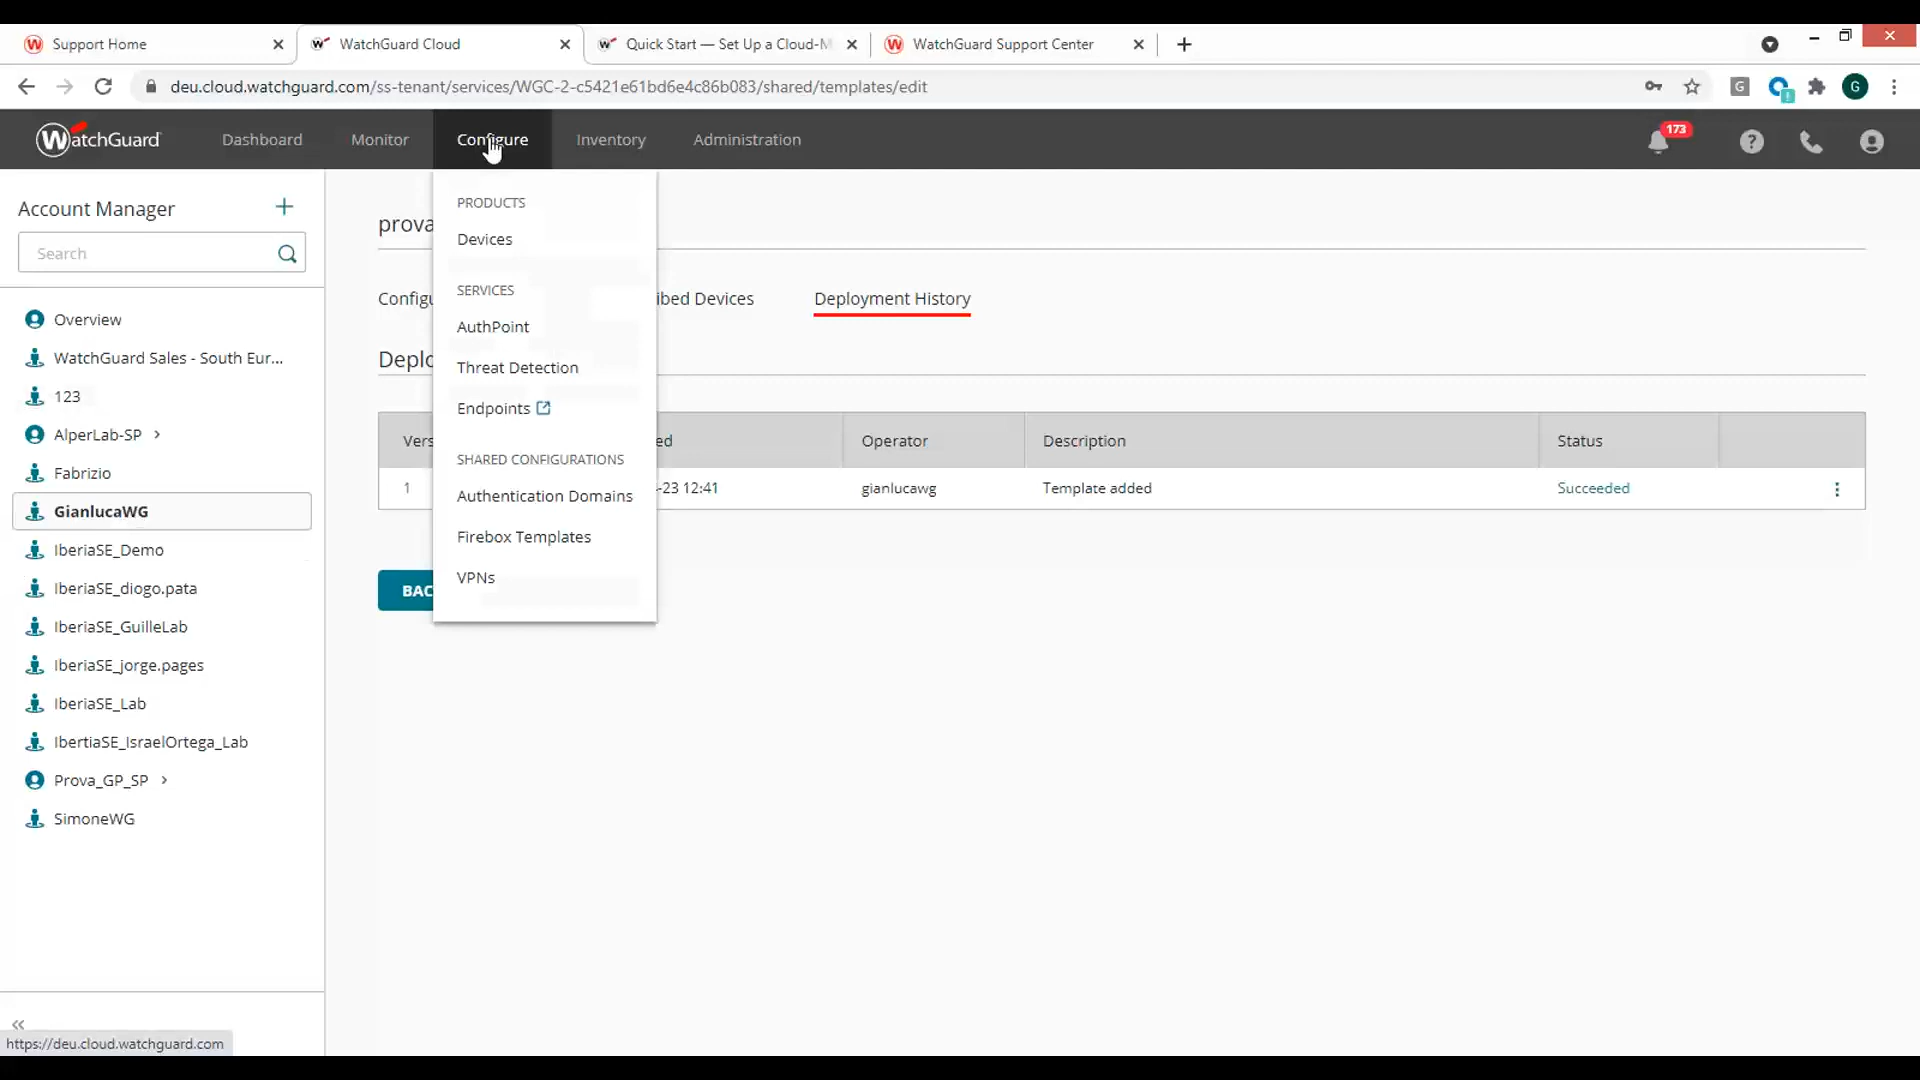 Support Home
WatchGuard Cloud
Quick Start — Set Up a Cloud-M
WatchGuard Support Center
deu.cloud.watchguard.com/ss-tenant/services/WGC-2-c5421e61bd6e4c86b083/shared/templates/edit
G
G
WatchGuard
Dashboard
Monitor
Configure
Inventory
Administration
173
Account Manager
Search
Overview
WatchGuard Sales - South Eur...
123
AlperLab-SP
Fabrizio
GianlucaWG
IberiaSE_Demo
IberiaSE_diogo.pata
IberiaSE_GuilleLab
IberiaSE_jorge.pages
IberiaSE_Lab
IbertiaSE_IsraelOrtega_Lab
Prova_GP_SP
SimoneWG
https://deu.cloud.watchguard.com
PRODUCTS
Devices
SERVICES
AuthPoint
Threat Detection
Endpoints
SHARED CONFIGURATIONS
Authentication Domains
Firebox Templates
VPNs
prova
Configu
ibed Devices
Deployment History
Deplo
Vers
ed
Operator
Description
Status
1
-23 12:41
gianlucawg
Template added
Succeeded
BAC